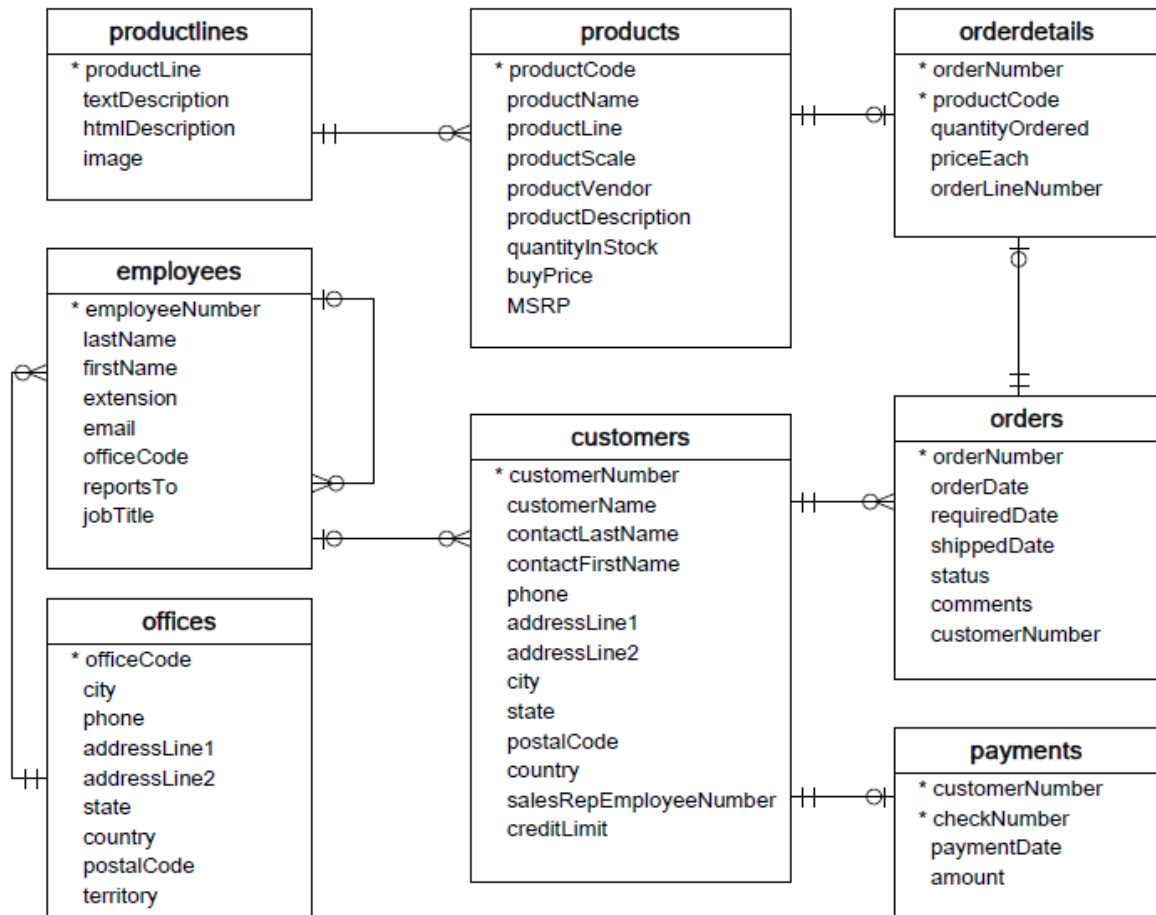 productlines
* productLine
textDescription
htmlDescription
image
products
* productCode
productName
productLine
productScale
productVendor
productDescription
quantityInStock
buyPrice
MSRP
orderdetails
* orderNumber
* productCode
quantityOrdered
priceEach
orderLineNumber
employees
* employeeNumber
lastName
firstName
extension
email
officeCode
reportsTo
jobTitle
customers
* customerNumber
customerName
contactLastName
contactFirstName
phone
addressLine1
addressLine2
city
state
postalCode
country
salesRepEmployeeNumber
creditLimit
orders
* orderNumber
orderDate
requiredDate
shippedDate
status
comments
customerNumber
offices
* officeCode
city
phone
addressLine1
addressLine2
state
country
postalCode
territory
payments
* customerNumber
* checkNumber
paymentDate
amount